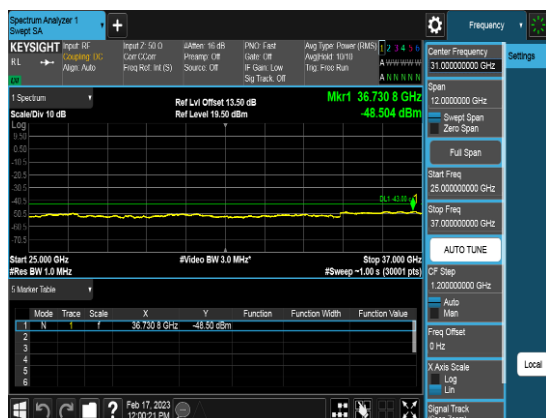 Spectrum Analyzer 1
Swept SA
Frequency
KEYSIGHT
RL
Input: RF
Coupling: DC
Align: Auto
Input Z: 50 Ω
Corr CCorr
Freq Ref: Int (S)
#Atten: 16 dB
Preamp: Off
Source: Off
PNO: Fast
Gate: Off
IF Gain: Low
Sig Track: Off
Avg Type: Power (RMS)
Avg|Hold: 10/10
Trig: Free Run
1 2 3 4 5 6
A W W W W W
A N N N N N
1 Spectrum
Scale/Div 10 dB
Ref Lvl Offset 13.50 dB
Ref Level 19.50 dBm
Mkr1 36.730 8 GHz
-48.504 dBm
Log
9.50
-0.50
-10.5
-20.5
-30.5
-40.5
-50.5
-60.5
-70.5
DL1 -43.00
1
Start 25.000 GHz
#Res BW 1.0 MHz
#Video BW 3.0 MHz*
Stop 37.000 GHz
#Sweep ~1.00 s (30001 pts)
5 Marker Table
Mode Trace Scale X Y Function Function Width Function Value
1 N 1 f 36.730 8 GHz -48.50 dBm
2
3
4
5
6
Feb 17, 2023
12:00:21 PM
Center Frequency
31.000000000 GHz
Span
12.0000000 GHz
Swept Span
Zero Span
Full Span
Start Freq
25.000000000 GHz
Stop Freq
37.000000000 GHz
AUTO TUNE
CF Step
1.200000000 GHz
Auto
Man
Freq Offset
0 Hz
X Axis Scale
Log
Lin
Signal Track
Settings
Local